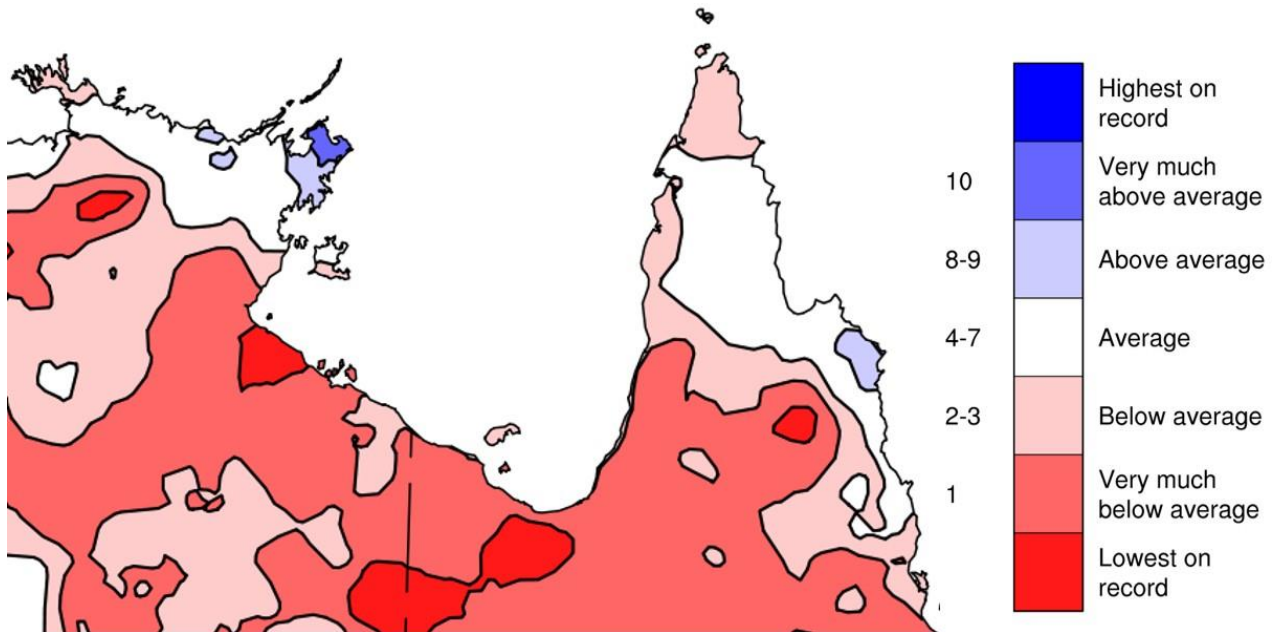 Highest on
record
10
Very much
above average
8-9
Above average
4-7
Average
2-3
Below average
1
Very much
below average
Lowest on
record